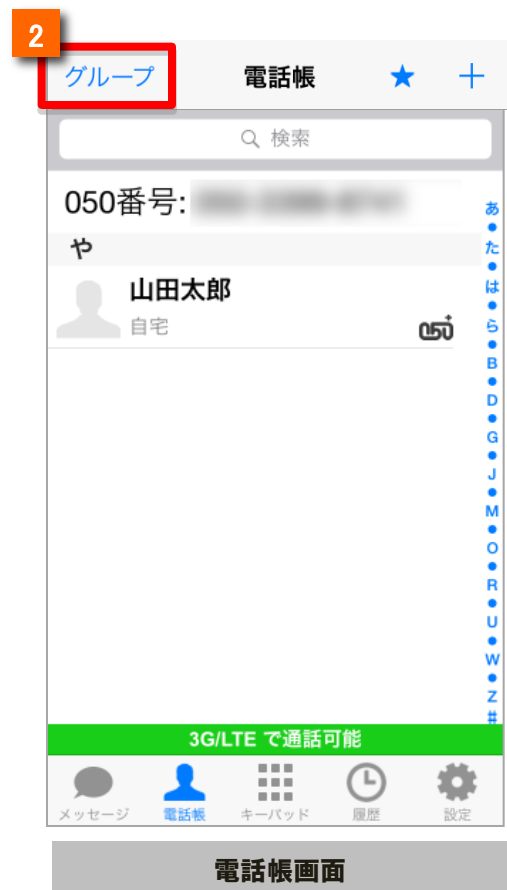 2
グループ 電話帳 ★ +
検索
050番号:
や
山田太郎
自宅
050+
あ
●
た
●
は
●
ら
●
B
●
D
●
G
●
J
●
M
●
O
●
R
●
U
●
W
●
Z
#
3G/LTE で通話可能
メッセージ 電話帳 キーパッド 履歴 設定
電話帳画面